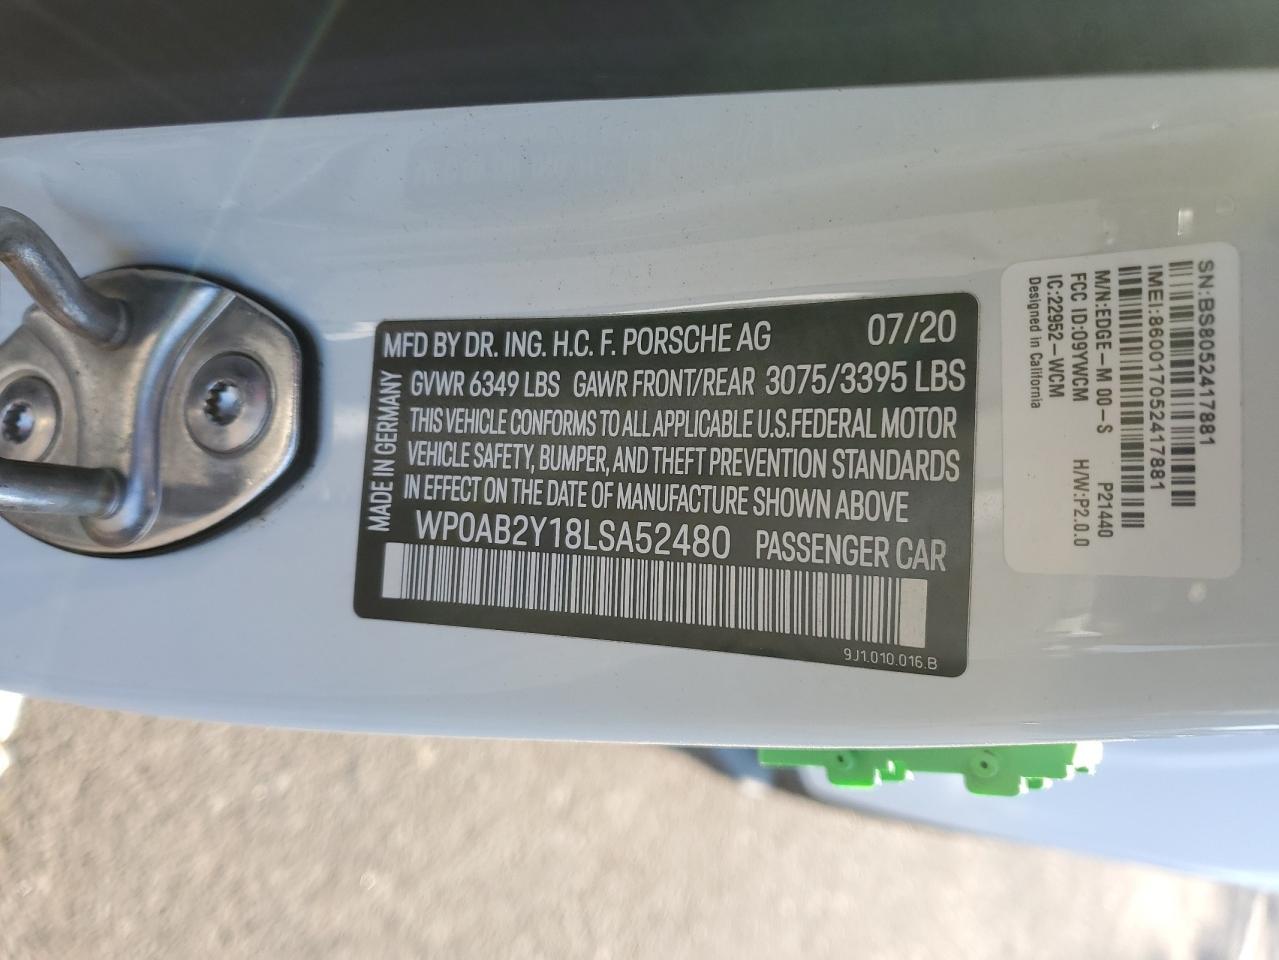 MFD BY DR. ING. H.C. F. PORSCHE AG 07/20
GVWR 6349 LBS GAWR FRONT/REAR 3075/3395 LBS
THIS VEHICLE CONFORMS TO ALL APPLICABLE U.S.FEDERAL MOTOR
VEHICLE SAFETY, BUMPER, AND THEFT PREVENTION STANDARDS
IN EFFECT ON THE DATE OF MANUFACTURE SHOWN ABOVE
WP0AB2Y18LSA52480 PASSENGER CAR
9J1.010.016.B
MADE IN GERMANY
SN:BS8052417881
IMEI:860017052417881
M/N:EDGE-M 00-S P21440
FCC ID:O9YWCM H/W:P2.0.0
IC:22952-WCM
Designed in California